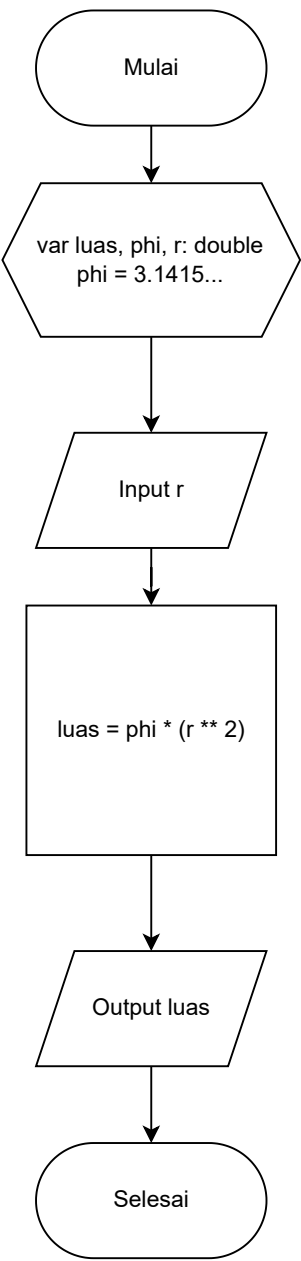 Mulai
var luas, phi, r: double
phi = 3.1415...
Input r
luas = phi * (r ** 2)
Output luas
Selesai